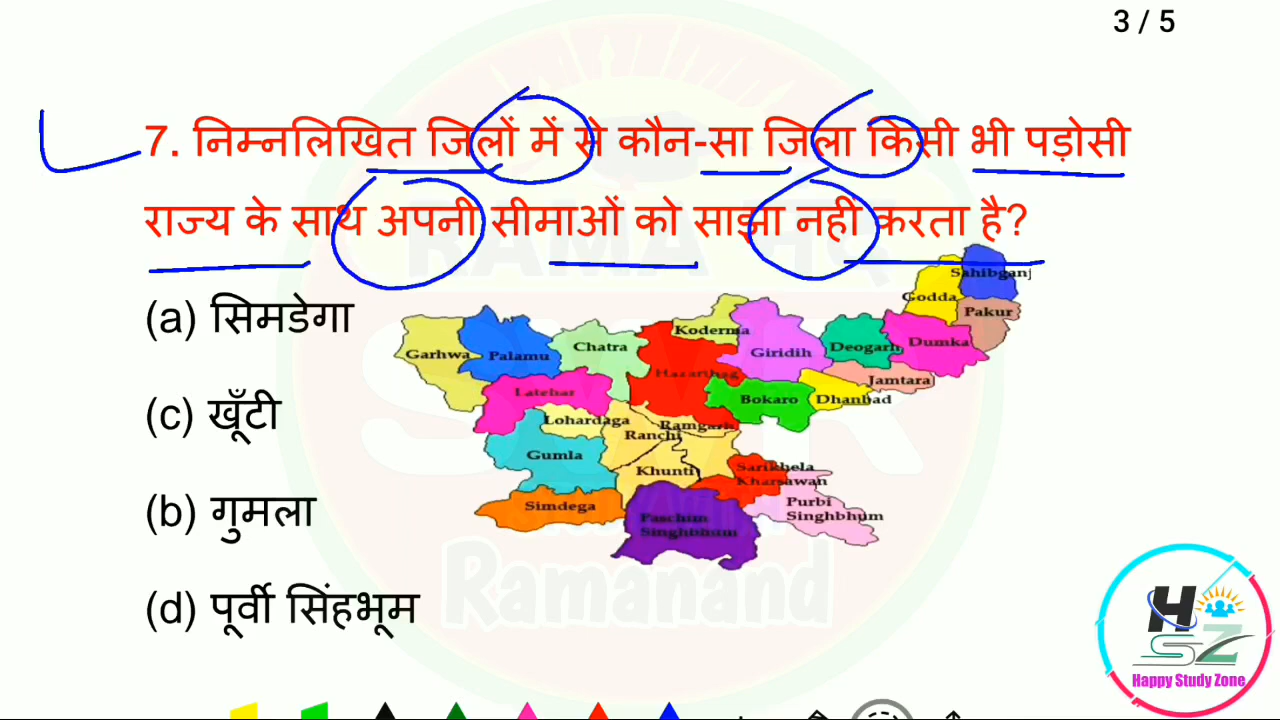 3 / 5
7. निम्नलिखित जिलों में से कौन-सा जिला किसी भी पड़ोसी
राज्य के साथ अपनी सीमाओं को साझा नहीं करता है?
(a) सिमडेगा
(c) खूँटी
(b) गुमला
(d) पूर्वी सिंहभूम
Sahibganj
Godda
Pakur
Koderma
Garhwa
Palamu
Chatra
Giridih
Deogarh
Dumka
Hazaribag
Jamtara
Latehar
Bokaro
Dhanbad
Lohardaga
Ramgarh
Ranchi
Gumla
Khunti
Sarikhela
Kharsawan
Simdega
Purbi
Singhbhum
Paschim
Singhbhum
Ramanand
H
SZ
Happy Study Zone